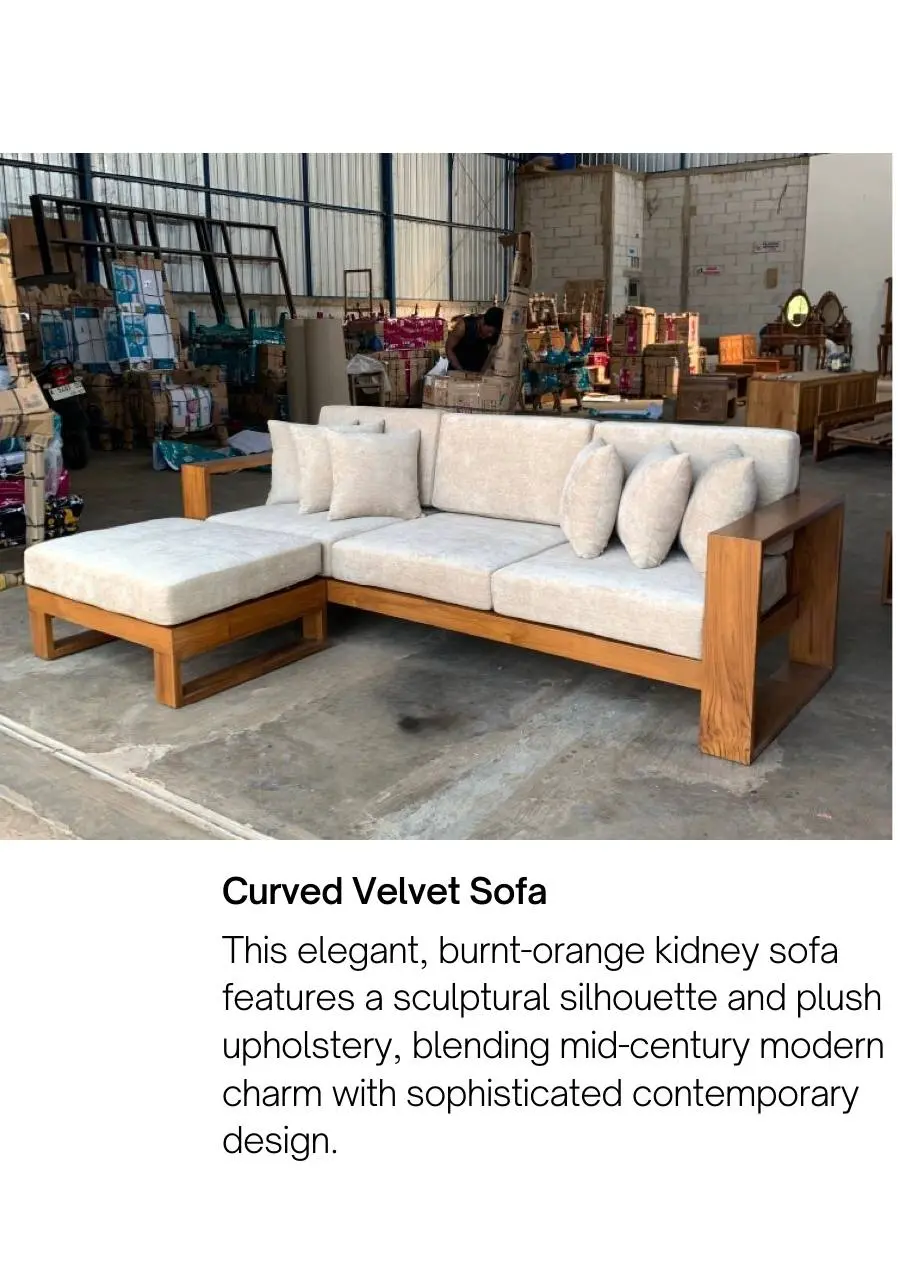 Curved Velvet Sofa
This elegant, burnt-orange kidney sofa
features a sculptural silhouette and plush
upholstery, blending mid-century modern
charm with sophisticated contemporary
design.